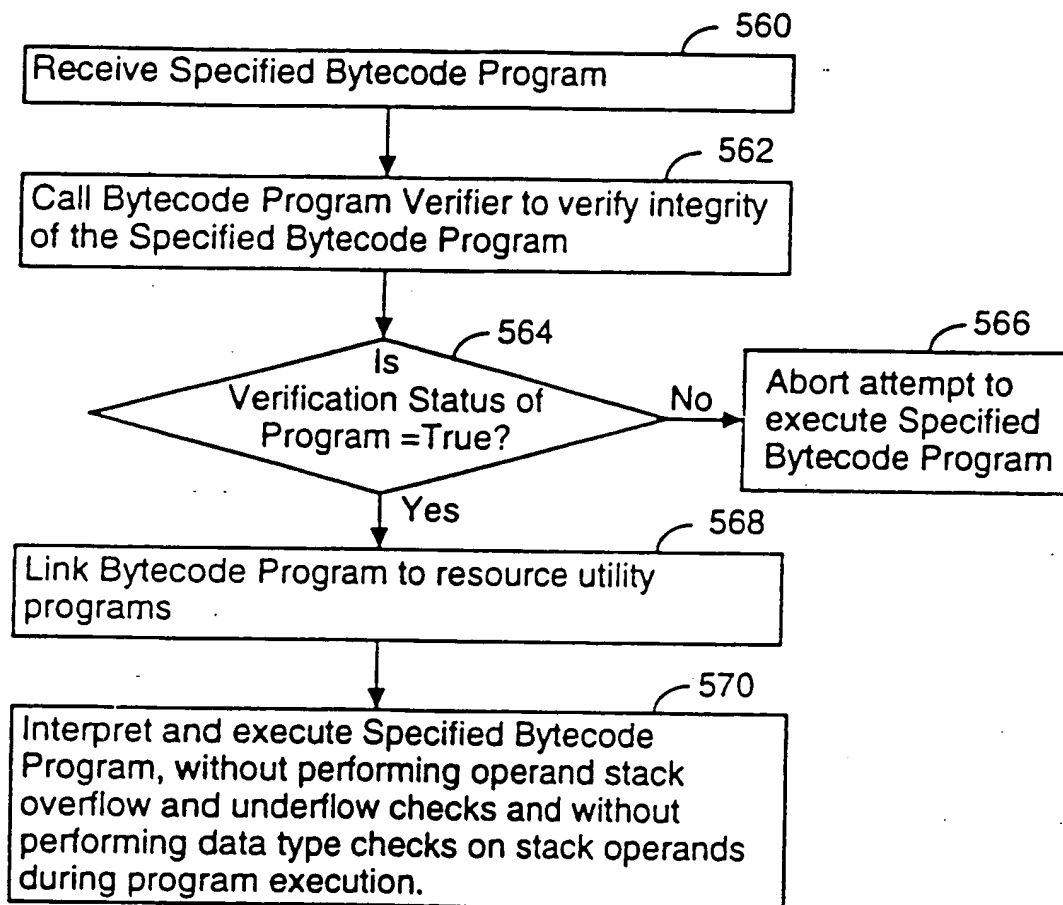 560
Receive Specified Bytecode Program
562
Call Bytecode Program Verifier to verify integrity
of the Specified Bytecode Program
564
Is
Verification Status of
Program =True?
No
566
Abort attempt to
execute Specified
Bytecode Program
Yes
568
Link Bytecode Program to resource utility
programs
570
Interpret and execute Specified Bytecode
Program, without performing operand stack
overflow and underflow checks and without
performing data type checks on stack operands
during program execution.